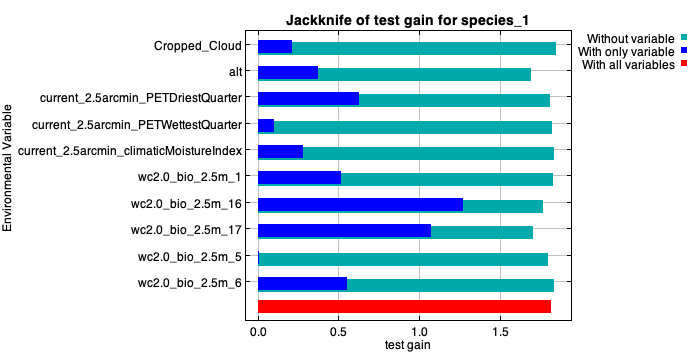 Jackknife of test gain for species_1
Without variable
With only variable
With all variables
Environmental Variable
Cropped_Cloud
alt
current_2.5arcmin_PETDriestQuarter
current_2.5arcmin_PETWettestQuarter
current_2.5arcmin_climaticMoistureIndex
wc2.0_bio_2.5m_1
wc2.0_bio_2.5m_16
wc2.0_bio_2.5m_17
wc2.0_bio_2.5m_5
wc2.0_bio_2.5m_6
0.0 0.5 1.0 1.5
test gain